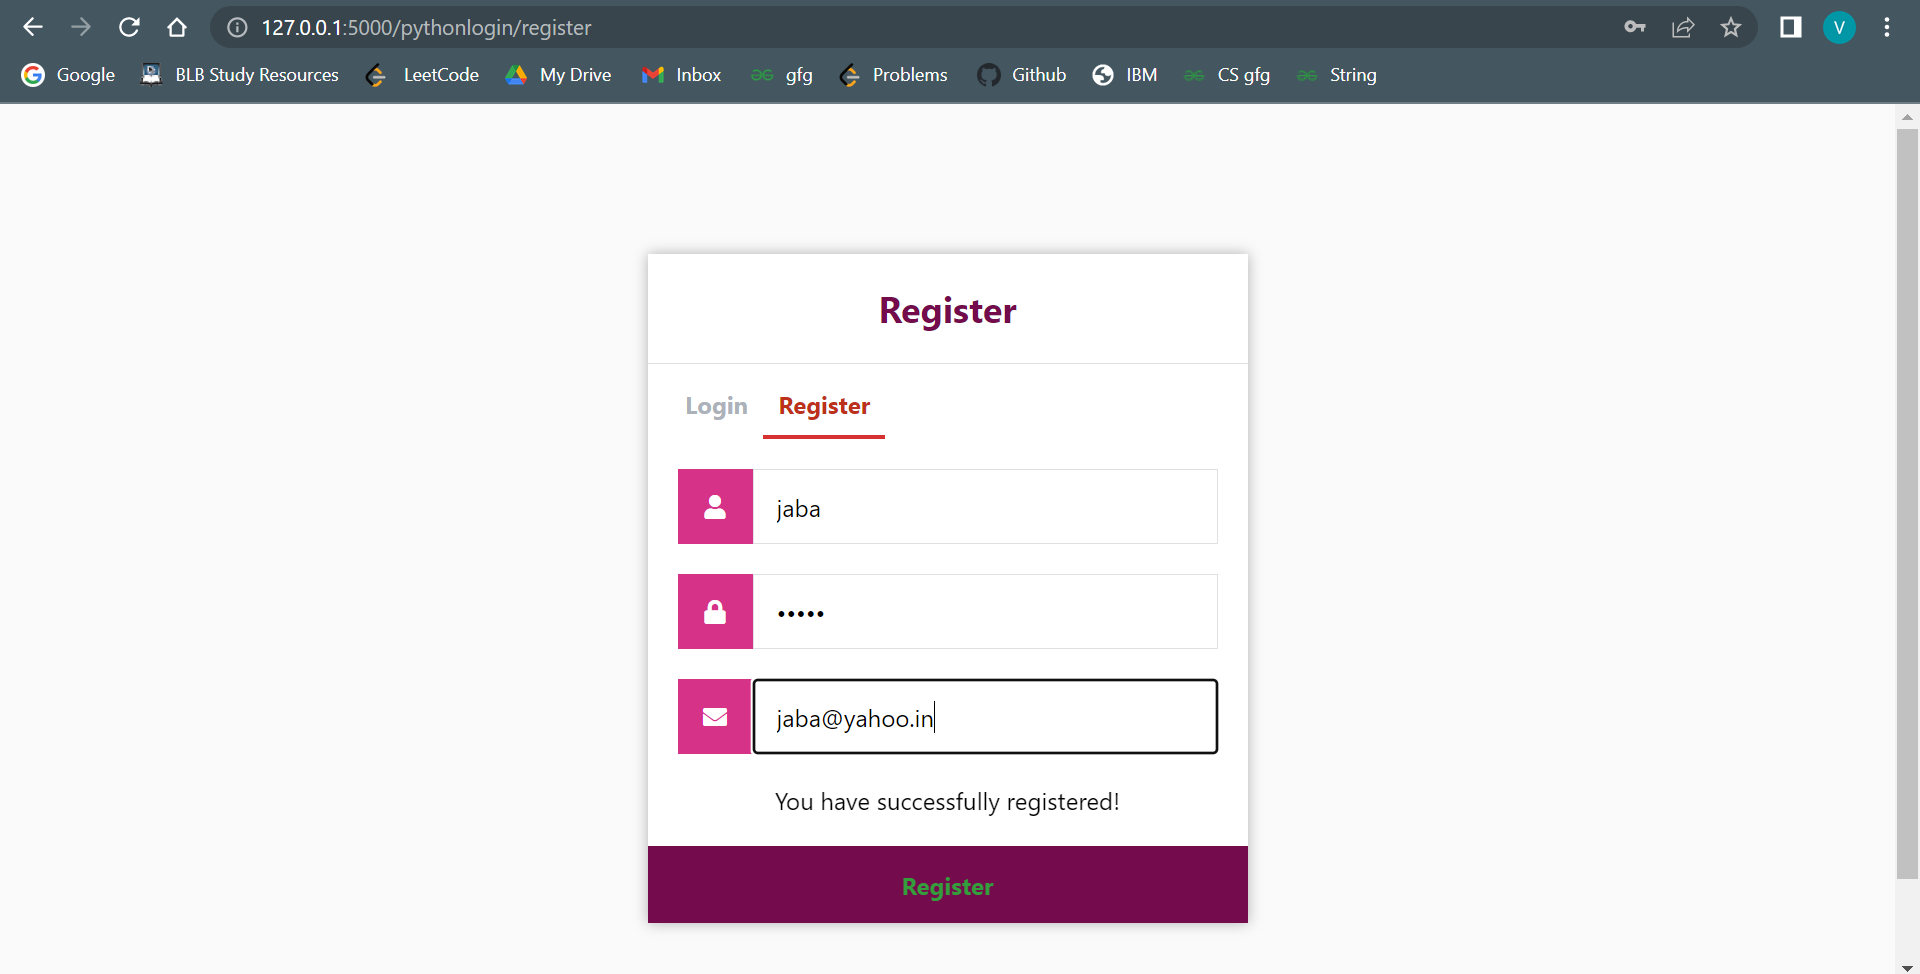 127.0.0.1:5000/pythonlogin/register
V
Google BLB Study Resources LeetCode My Drive Inbox gfg Problems Github IBM CS gfg String
Register
Login Register
jaba
•••••
jaba@yahoo.in
You have successfully registered!
Register